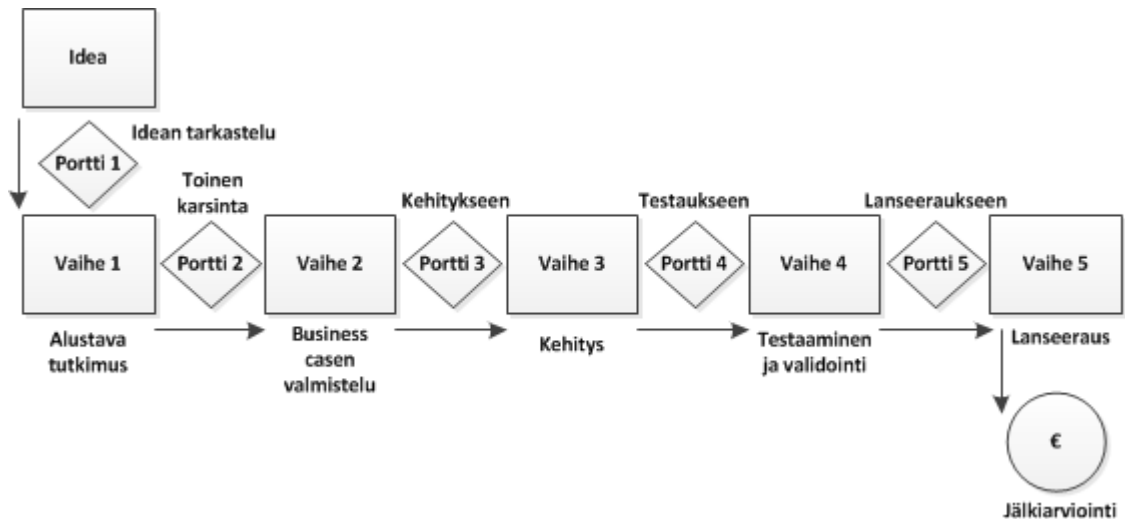 Idea
Idean tarkastelu
Portti 1
Toinen
karsinta
Kehitykseen
Testaukseen
Lanseeraukseen
Vaihe 1
Portti 2
Vaihe 2
Portti 3
Vaihe 3
Portti 4
Vaihe 4
Portti 5
Vaihe 5
Alustava
tutkimus
Business
casen
valmistelu
Kehitys
Testaaminen
ja validointi
Lanseeraus
€
Jälkiarviointi